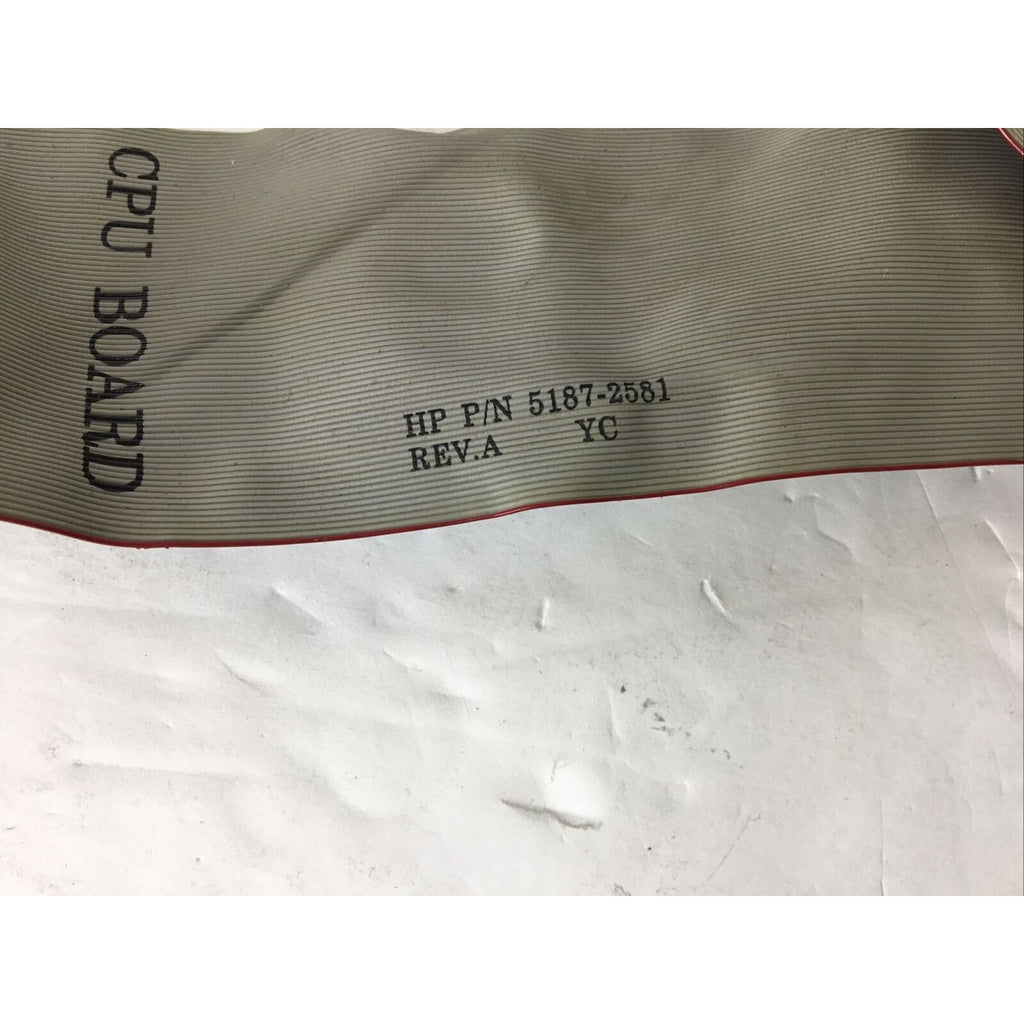 CPU BOARD
HP P/N 5187-2581
REV.A YC